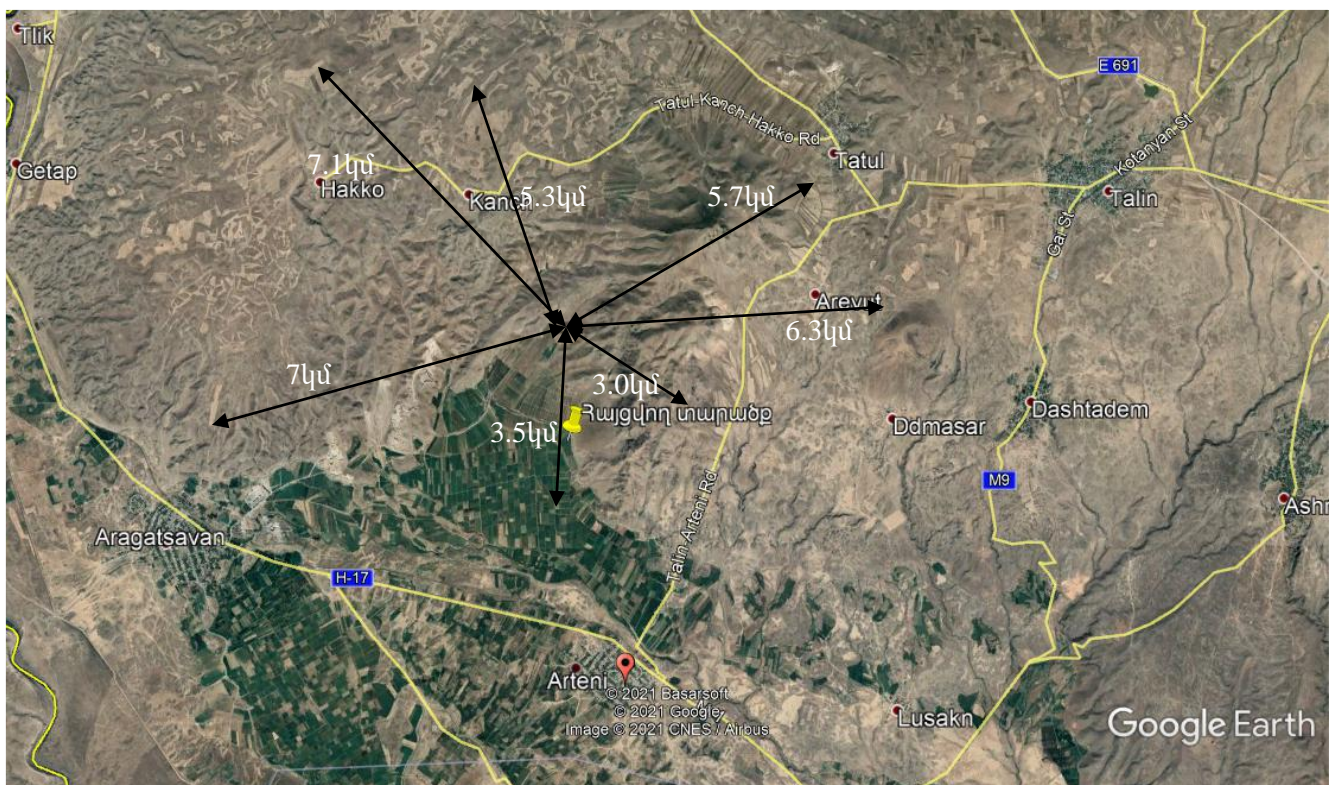 Tlik
E 691
Tatul-Kanch-Hakko Rd
Kotanyan St
Tatul
Getap
7.1կմ
Hakko
Kanch
5.3կմ
5.7կմ
Talin
Gai St
Arevut
6.3կմ
7կմ
3.0կմ
Հայցվող տարածք
Dashtadem
Ddmasar
3.5կմ
M9
Talin-Arteni Rd
Ashn
Aragatsavan
H-17
Arteni
© 2021 Basarsoft
© 2021 Google
Image © 2021 CNES / Airbus
Lusakn
Google Earth